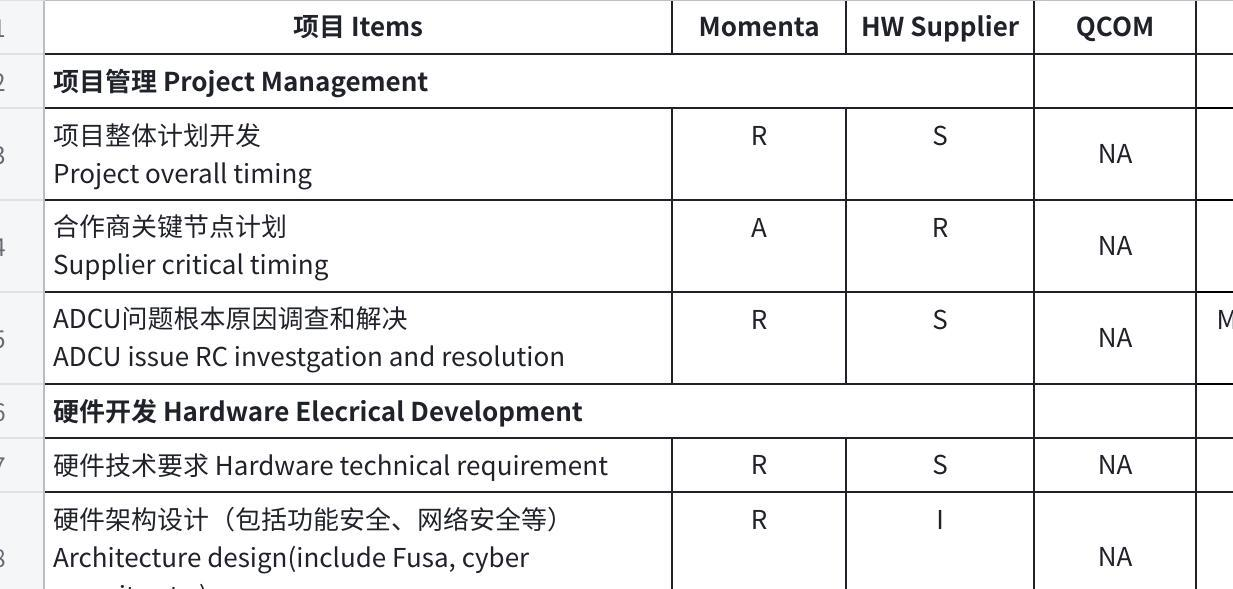 项目 Items Momenta HW Supplier QCOM
项目管理 Project Management
项目整体计划开发 R S
Project overall timing NA
合作商关键节点计划 A R
Supplier critical timing NA
ADCU问题根本原因调查和解决 R S
ADCU issue RC investgation and resolution NA
硬件开发 Hardware Elecrical Development
7 硬件技术要求 Hardware technical requirement R S NA
硬件架构设计（包括功能安全、网络安全等） R I
Architecture design(include Fusa, cyber NA